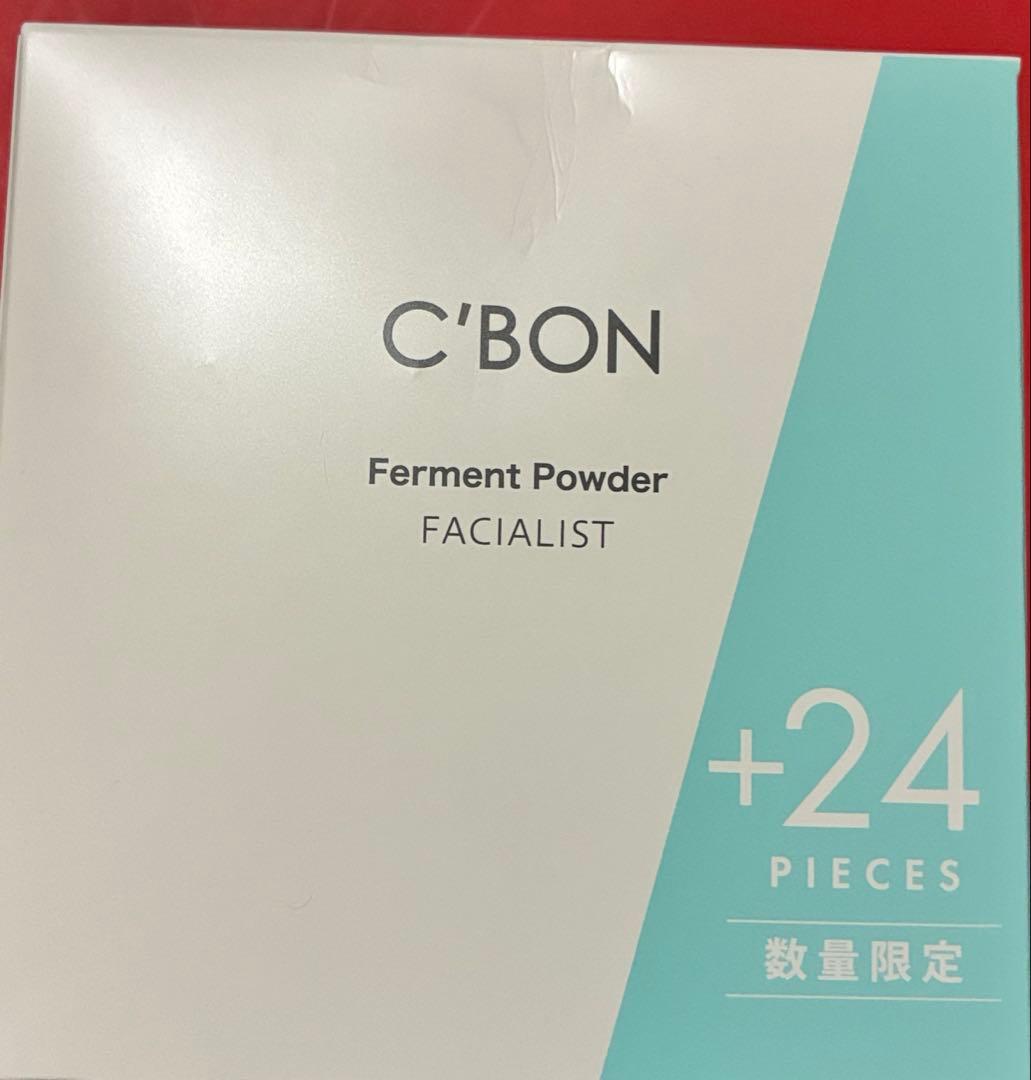 C'BON
Ferment Powder
FACIALIST
+24
PIECES
数量限定